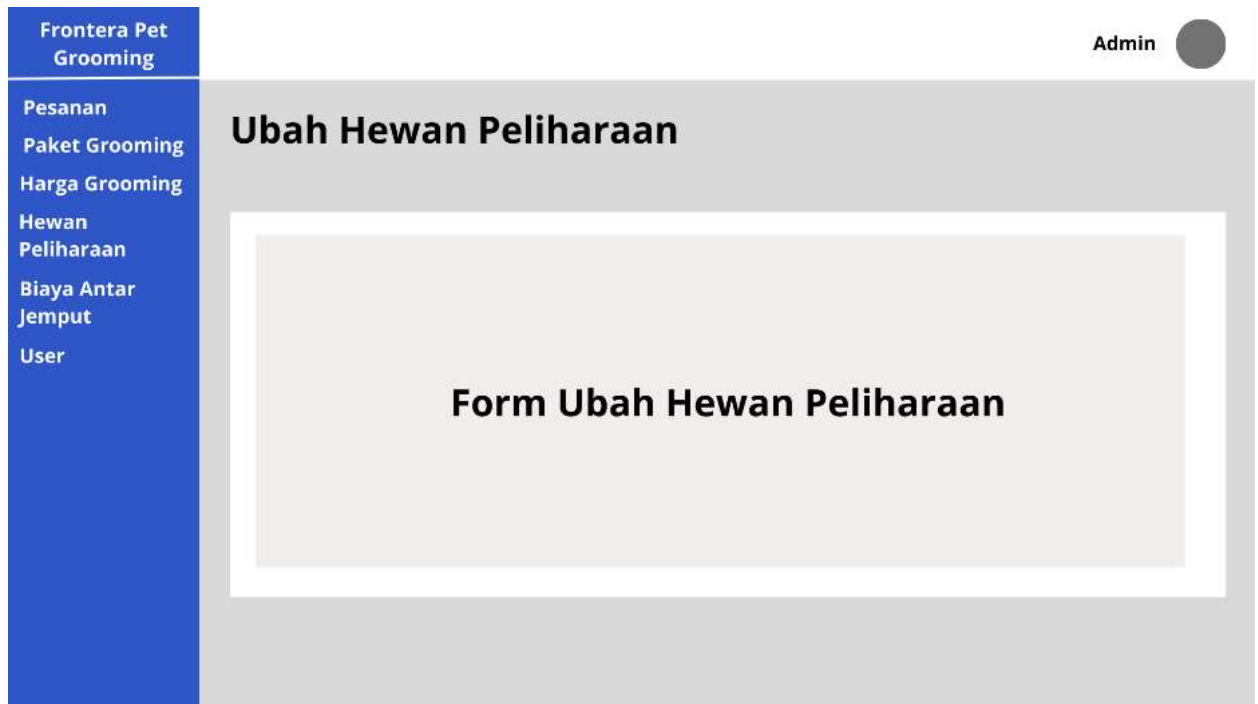 Frontera Pet
Grooming
Admin
Pesanan
Paket Grooming
Harga Grooming
Hewan
Peliharaan
Biaya Antar
Jemput
User
Ubah Hewan Peliharaan
Form Ubah Hewan Peliharaan